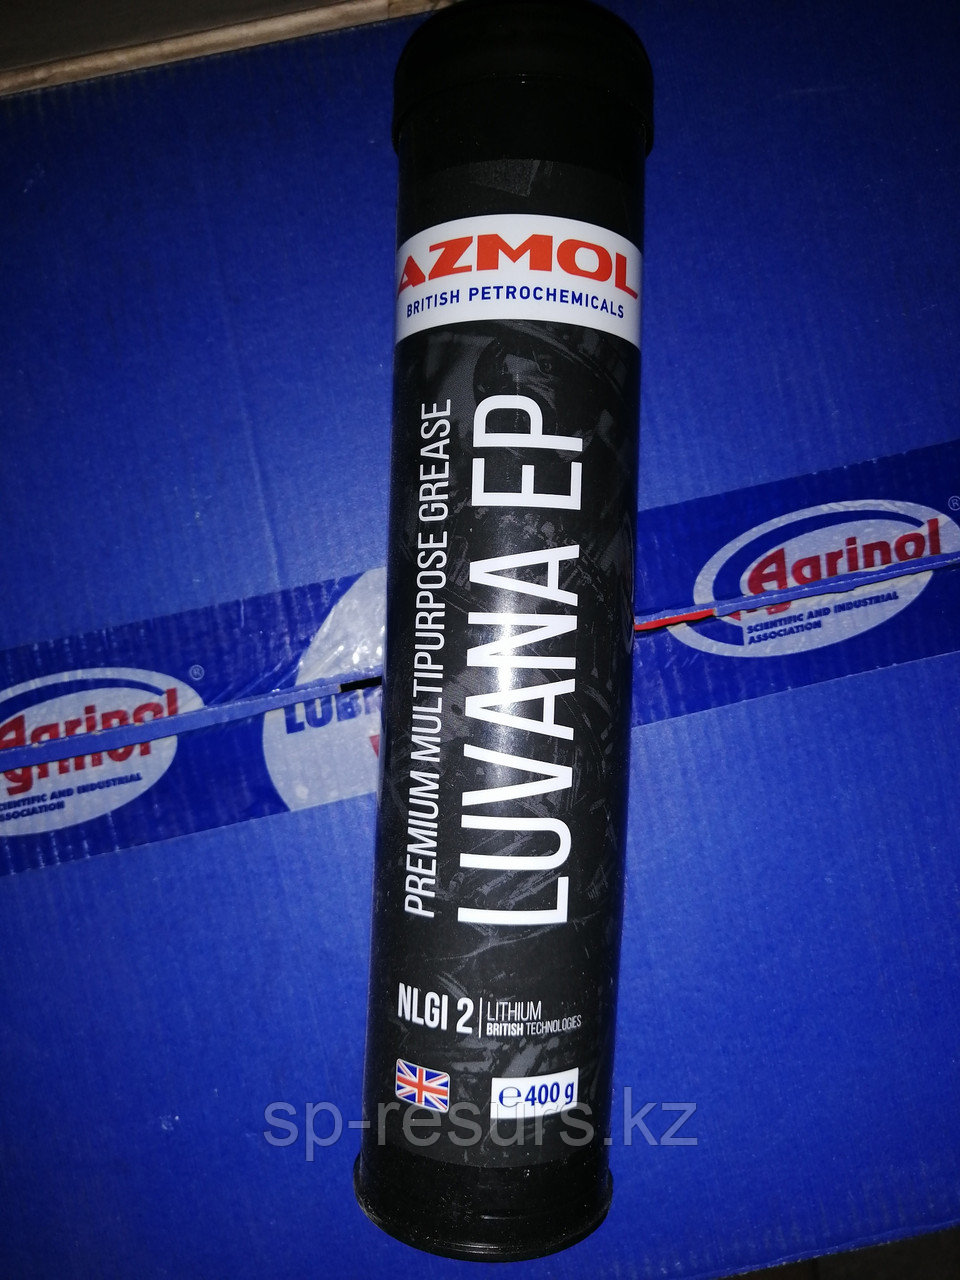 AZMOL
BRITISH PETROCHEMICALS
PREMIUM MULTIPURPOSE GREASE
LUVANA EP
NLGI 2
LITHIUM
BRITISH TECHNOLOGIES
℮400 g
Agrinol®
SCIENTIFIC AND INDUSTRIAL
ASSOCIATION
Agrinol®
SCIENTIFIC AND INDUSTRIAL
ASSOCIATION
sp-resurs.kz